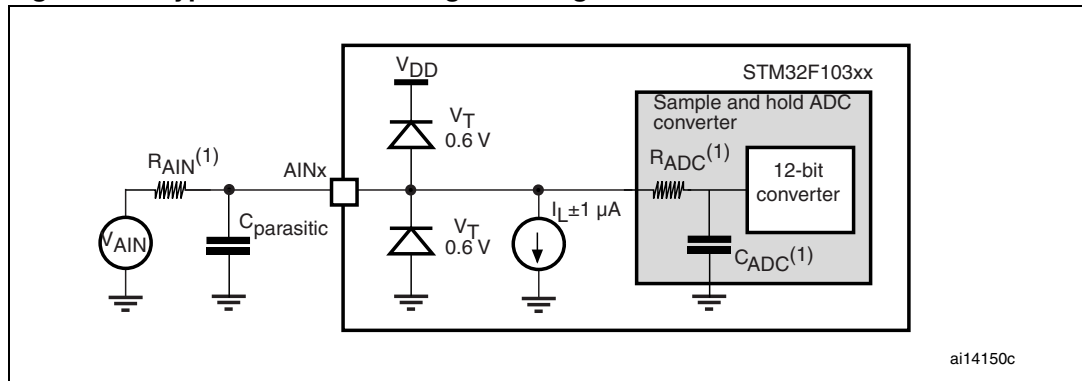 STM32F103xx
Sample and hold ADC
converter
VDD
VT
0.6 V
RAIN(1)
AINx
RADC(1)
12-bit
converter
IL±1 µA
VT
0.6 V
Cparasitic
VAIN
CADC(1)
ai14150c